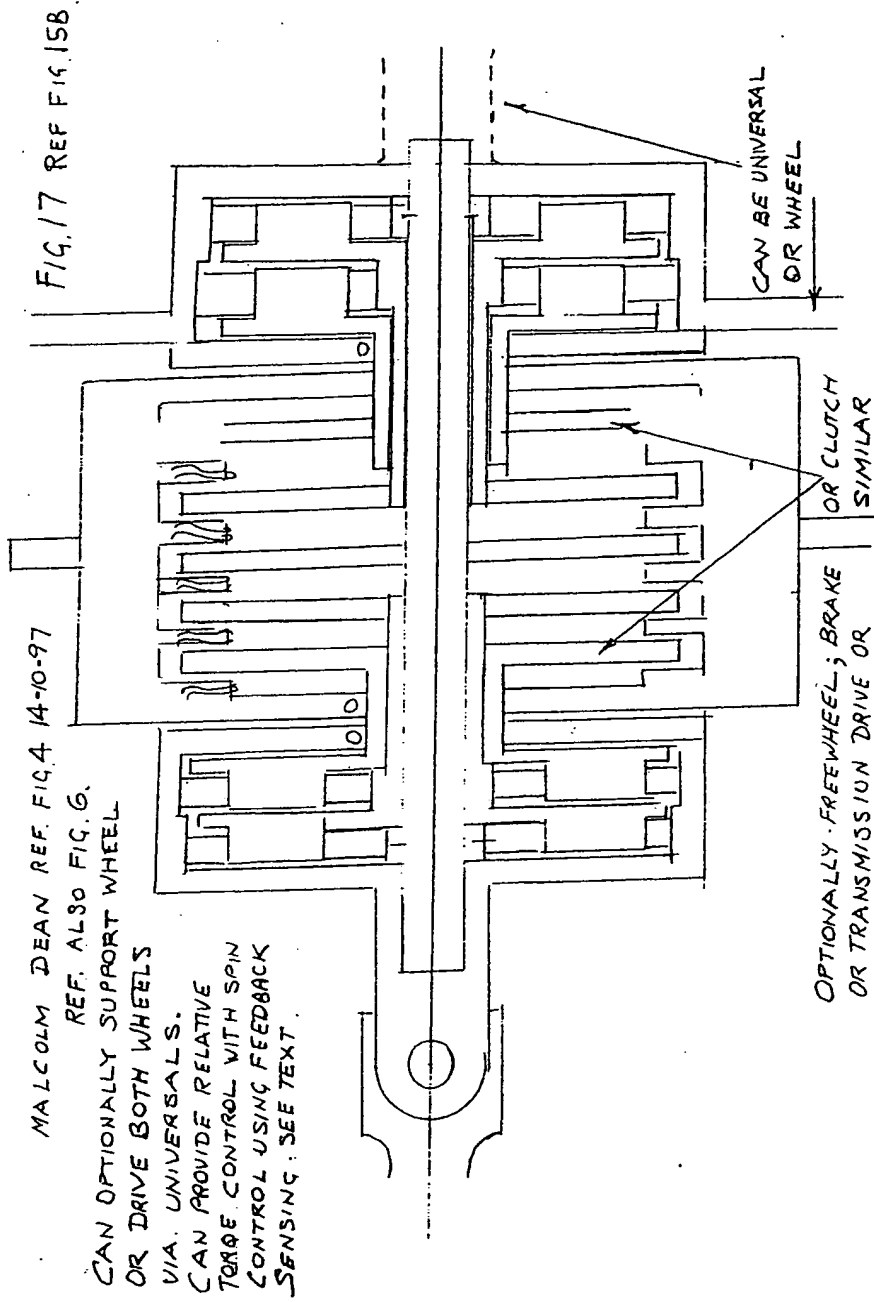 MALCOLM DEAN REF. FIG.4 14-10-97
REF. ALSO FIG. 6.
CAN OPTIONALLY SUPPORT WHEEL
OR DRIVE BOTH WHEELS
VIA. UNIVERSALS.
CAN PROVIDE RELATIVE
TORQE CONTROL WITH SPIN
CONTROL USING FEEDBACK
SENSING: SEE TEXT.
FIG.17 REF FIG.15B.
CAN BE UNIVERSAL
OR WHEEL
OPTIONALLY FREEWHEEL; BRAKE OR CLUTCH
OR TRANSMISSION DRIVE OR SIMILAR